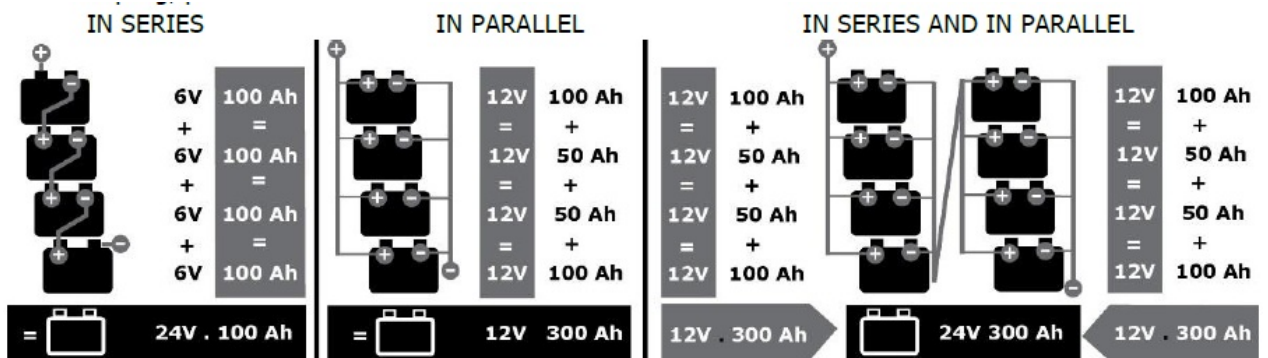 IN SERIES
6V 100 Ah
+ =
6V 100 Ah
+ =
6V 100 Ah
+ =
6V 100 Ah
= 24V . 100 Ah
IN PARALLEL
12V 100 Ah
= +
12V 50 Ah
= +
12V 50 Ah
= +
12V 100 Ah
= 12V 300 Ah
IN SERIES AND IN PARALLEL
12V 100 Ah
= +
12V 50 Ah
= +
12V 50 Ah
= +
12V 100 Ah
12V . 300 Ah
24V 300 Ah
12V 100 Ah
= +
12V 50 Ah
= +
12V 50 Ah
= +
12V 100 Ah
12V . 300 Ah